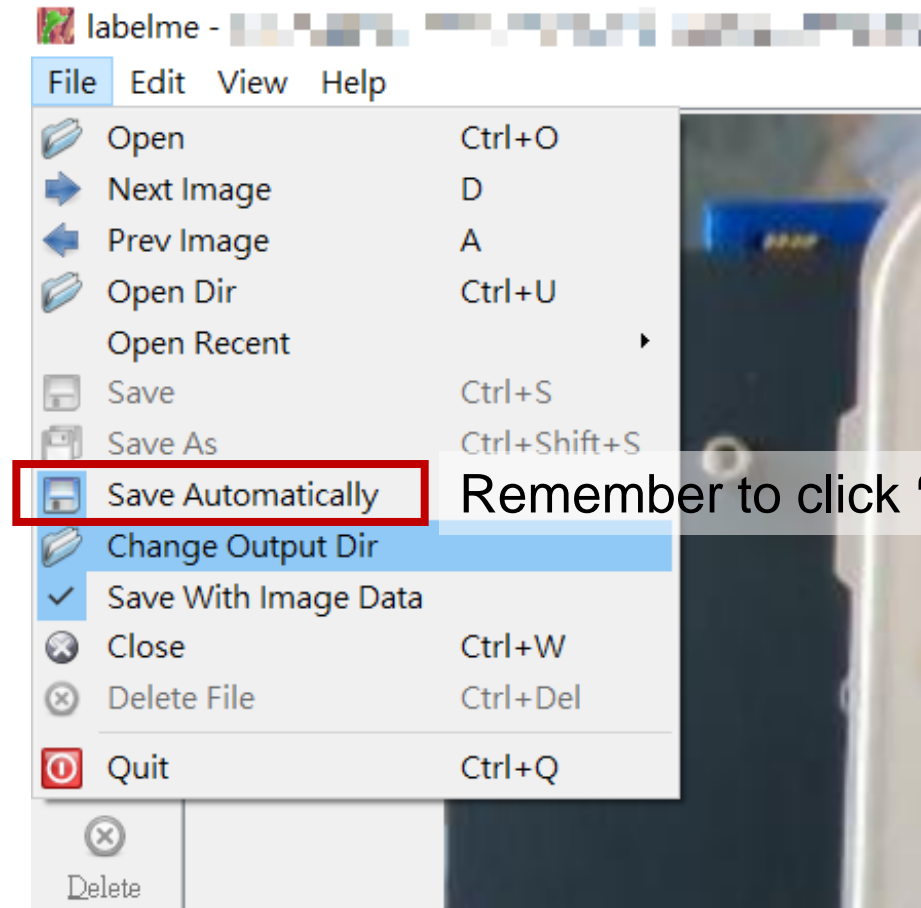 labelme -
File Edit View Help
Open Ctrl+O
Next Image D
Prev Image A
Open Dir Ctrl+U
Open Recent
Save Ctrl+S
Save As Ctrl+Shift+S
Save Automatically Remember to click “
Change Output Dir
Save With Image Data
Close Ctrl+W
Delete File Ctrl+Del
Quit Ctrl+Q
Delete